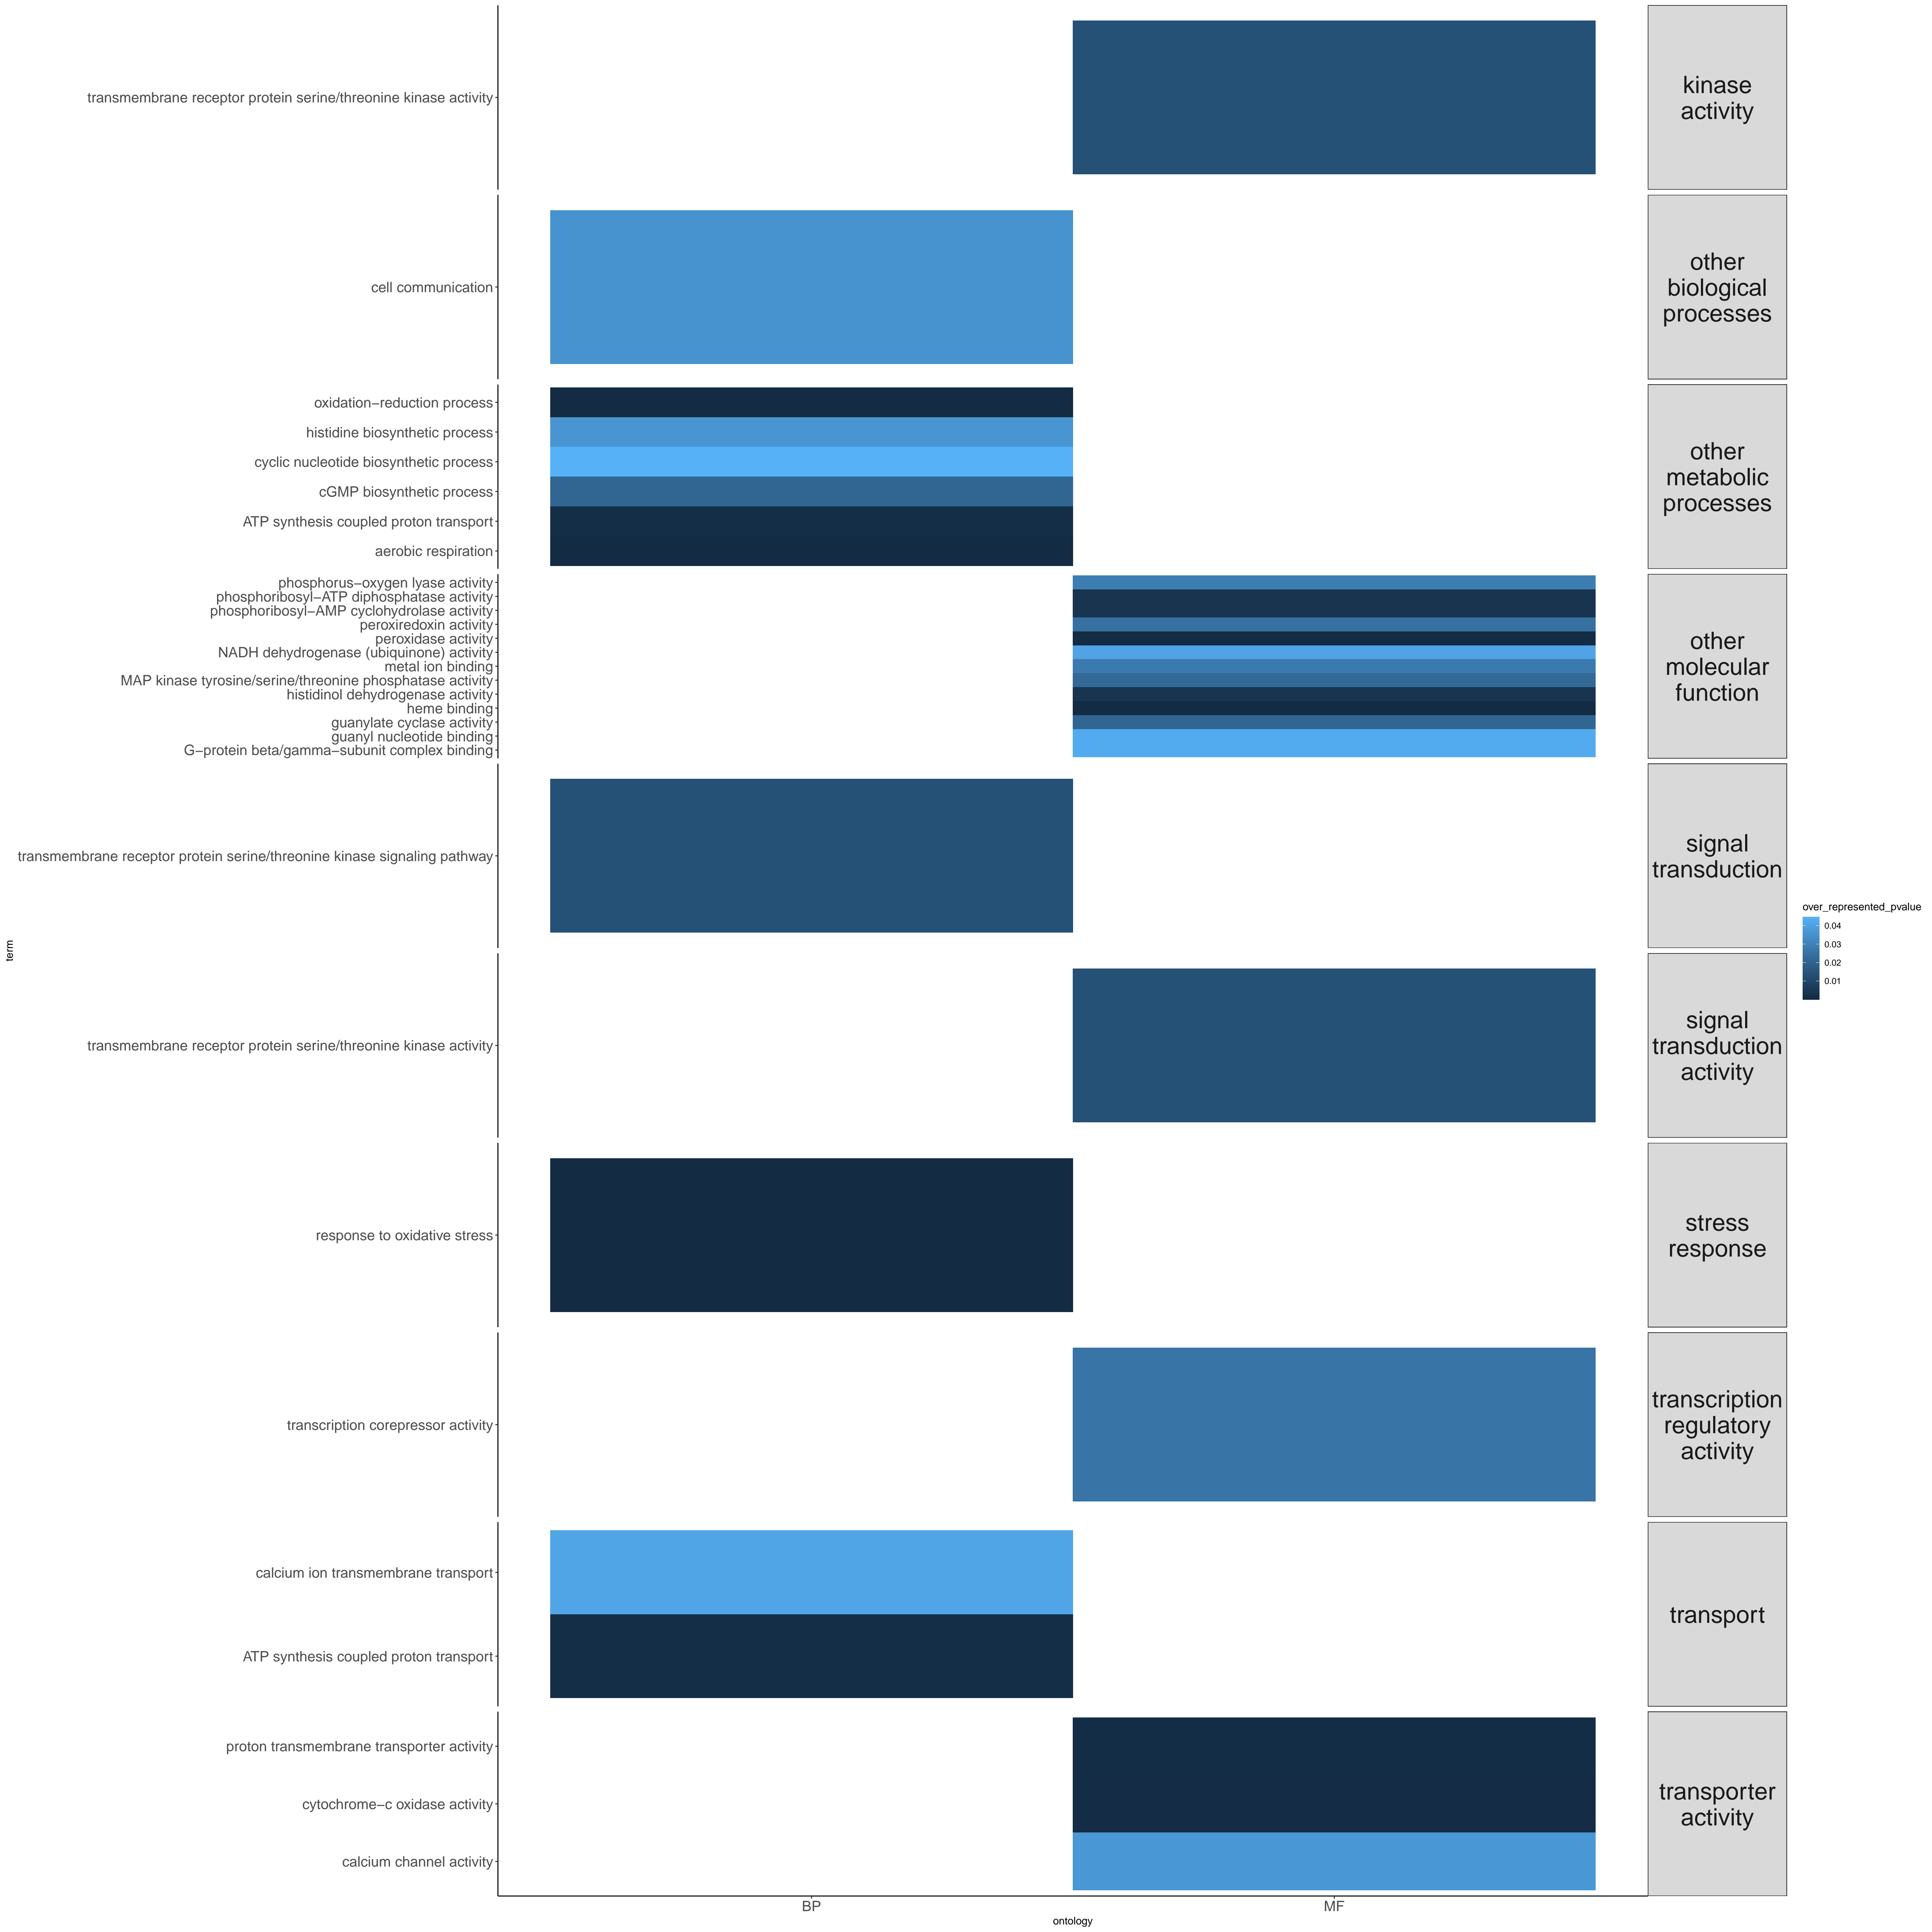 transmembrane receptor protein serine/threonine kinase activity
kinase
activity
cell communication
other
biological
processes
oxidation−reduction process
histidine biosynthetic process
cyclic nucleotide biosynthetic process
cGMP biosynthetic process
ATP synthesis coupled proton transport
aerobic respiration
other
metabolic
processes
phosphorus−oxygen lyase activity
phosphoribosyl−ATP diphosphatase activity
phosphoribosyl−AMP cyclohydrolase activity
peroxiredoxin activity
peroxidase activity
NADH dehydrogenase (ubiquinone) activity
metal ion binding
MAP kinase tyrosine/serine/threonine phosphatase activity
histidinol dehydrogenase activity
heme binding
guanylate cyclase activity
guanyl nucleotide binding
G−protein beta/gamma−subunit complex binding
other
molecular
function
transmembrane receptor protein serine/threonine kinase signaling pathway
signal
transduction
transmembrane receptor protein serine/threonine kinase activity
signal
transduction
activity
response to oxidative stress
stress
response
transcription corepressor activity
transcription
regulatory
activity
calcium ion transmembrane transport
ATP synthesis coupled proton transport
transport
proton transmembrane transporter activity
cytochrome−c oxidase activity
calcium channel activity
transporter
activity
BP
MF
ontology
term
over_represented_pvalue
0.04
0.03
0.02
0.01